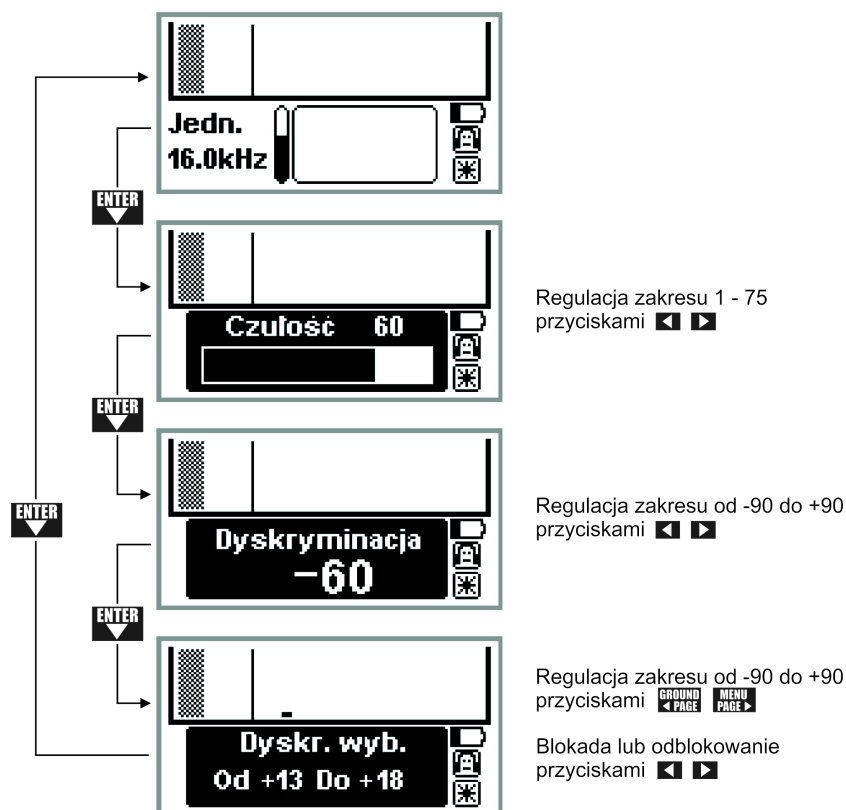 Jedn.
16.0kHz
ENTER
Czułość 60
Regulacja zakresu 1 - 75
przyciskami
ENTER
Dyskryminacja
-60
Regulacja zakresu od -90 do +90
przyciskami
ENTER
ENTER
Dyskr. wyb.
Od +13 Do +18
Regulacja zakresu od -90 do +90
przyciskami GROUND PAGE MENU PAGE
Blokada lub odblokowanie
przyciskami